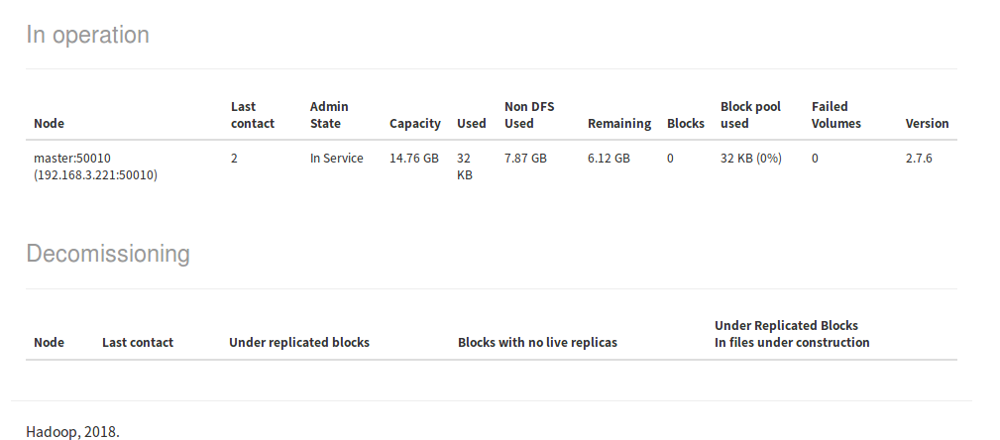 In operation
Node Last contact Admin State Capacity Used Non DFS Used Remaining Blocks Block pool used Failed Volumes Version
master:50010 (192.168.3.221:50010) 2 In Service 14.76 GB 32 KB 7.87 GB 6.12 GB 0 32 KB (0%) 0 2.7.6
Decomissioning
Node Last contact Under replicated blocks Blocks with no live replicas Under Replicated Blocks In files under construction
Hadoop, 2018.